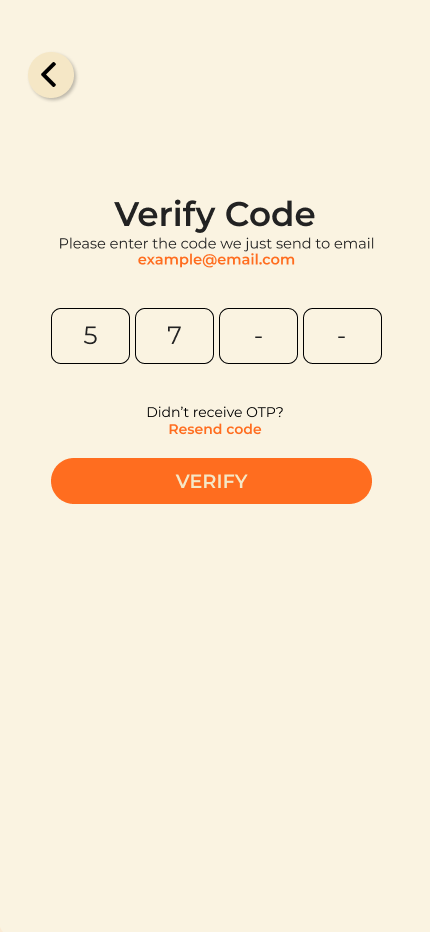 Verify Code
Please enter the code we just send to email
example@email.com
5 7 - -
Didn't receive OTP?
Resend code
VERIFY